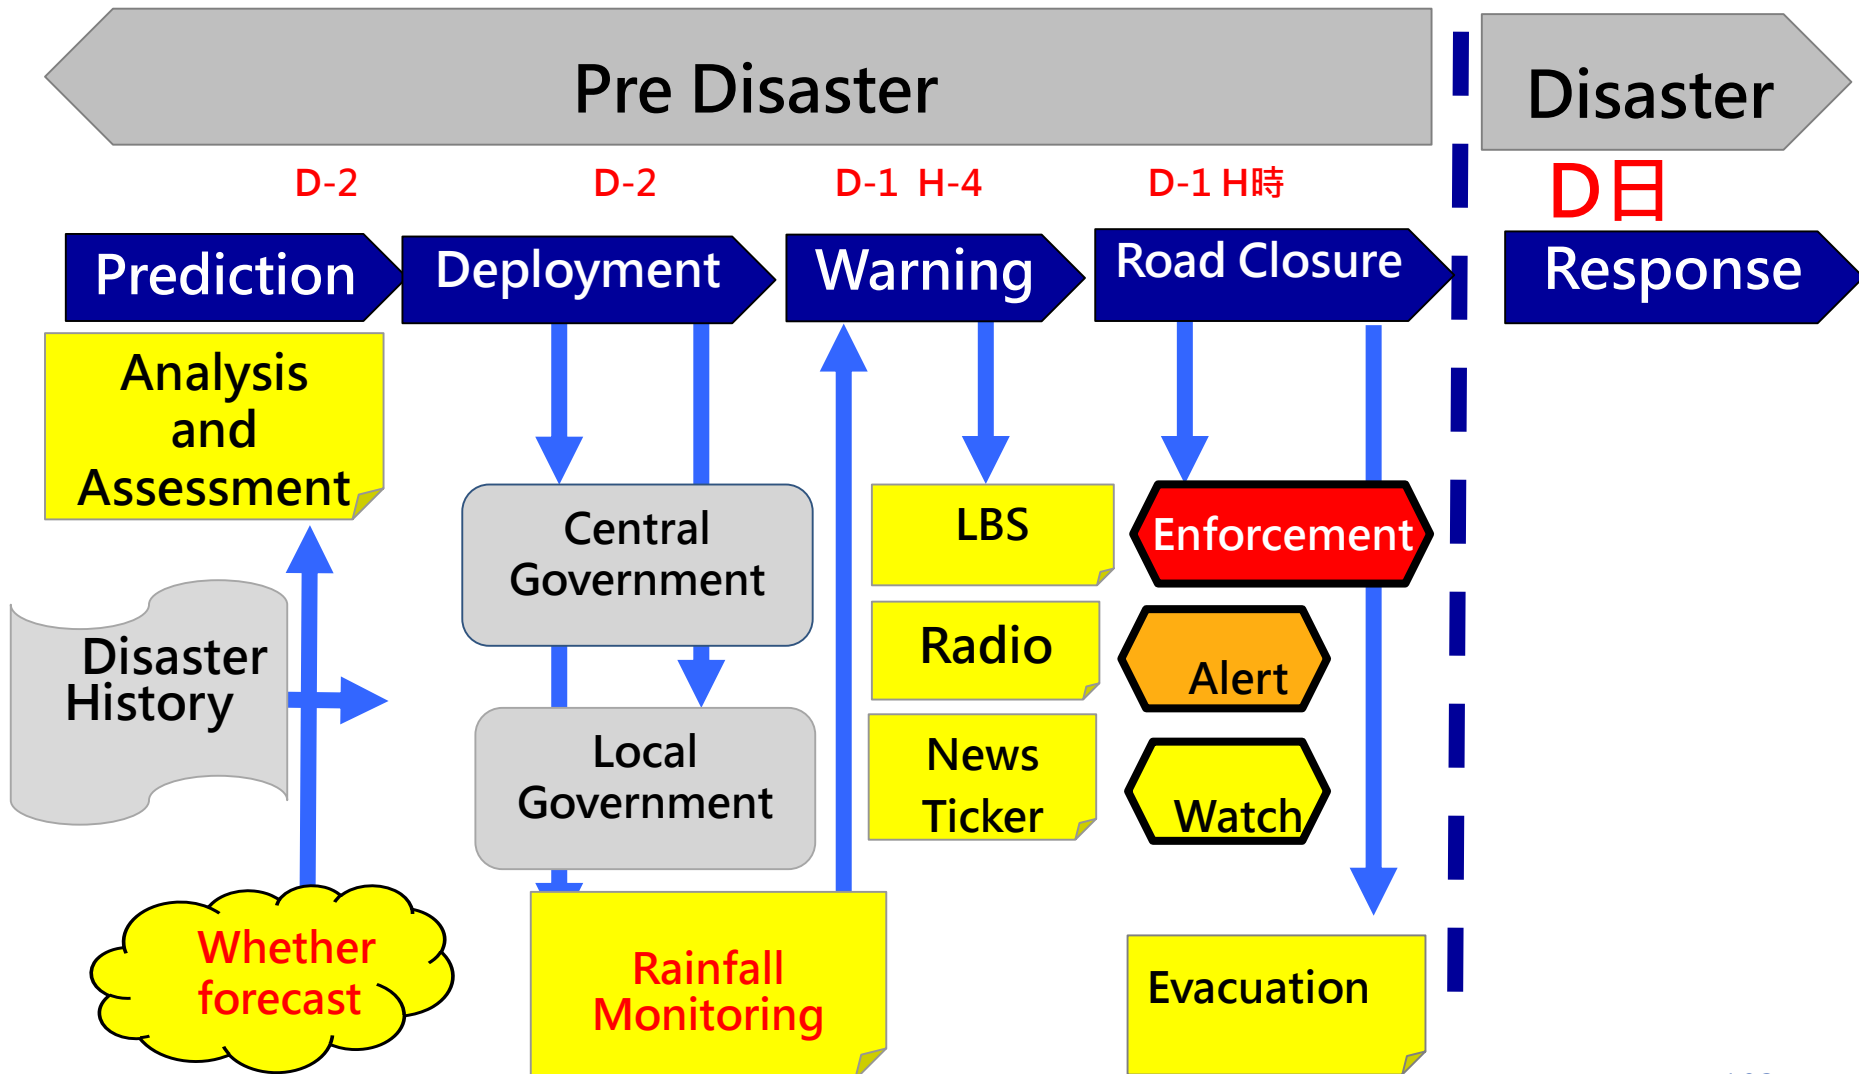 Pre Disaster
Disaster
D-2
D-2
D-1 H-4
D-1 H時
D日
Prediction
Deployment
Warning
Road Closure
Response
Analysis
and
Assessment
Disaster
History
Whether
forecast
Central
Government
Local
Government
Rainfall
Monitoring
LBS
Radio
News
Ticker
Enforcement
Alert
Watch
Evacuation